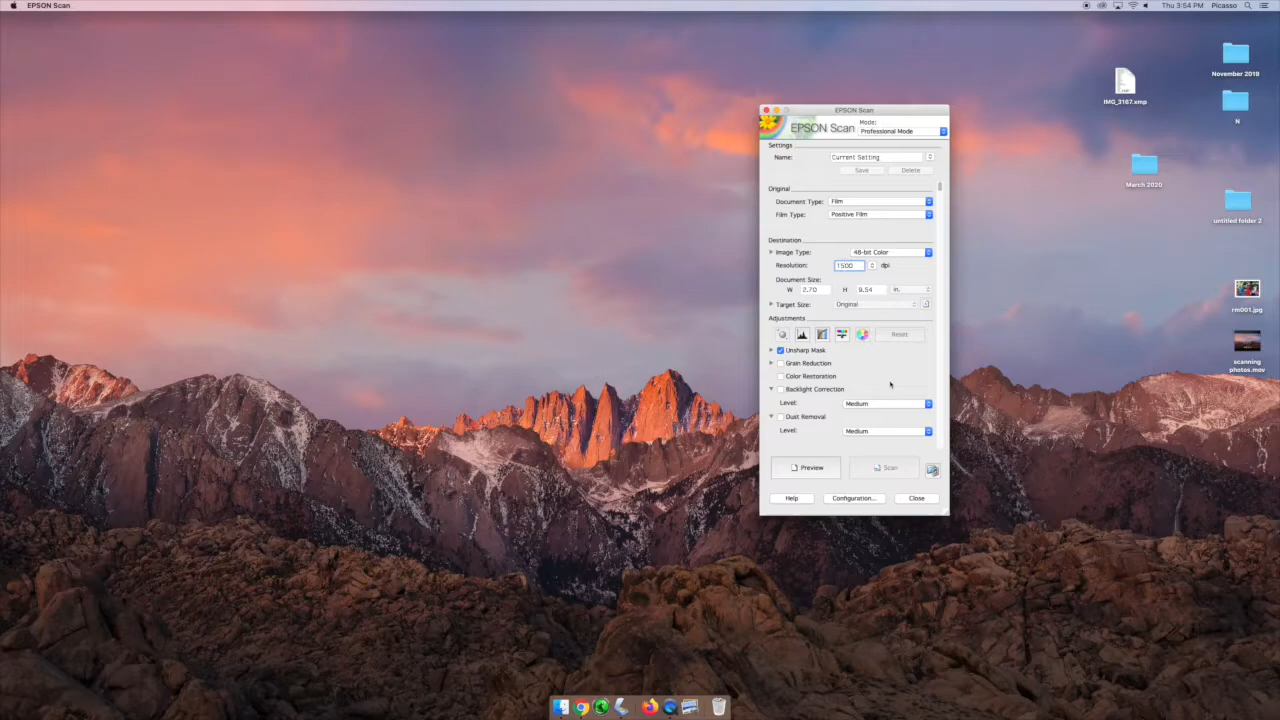 EPSON Scan
Thu 3:54 PM Picasso
November 2019
IMG_3187.xmp
N
March 2020
untitled folder 2
rm001.jpg
scanning
photos.mov
EPSON Scan
EPSON Scan
Mode:
Professional Mode
Settings
Name: Current Setting
Save Delete
Original
Document Type: Film
Film Type: Positive Film
Destination
Image Type: 48-bit Color
Resolution: 1500 dpi
Document Size:
W 2.70 H 9.54 in.
Target Size: Original
Adjustments
Reset
Unsharp Mask
Grain Reduction
Color Restoration
Backlight Correction
Level: Medium
Dust Removal
Level: Medium
Preview Scan
Help Configuration... Close